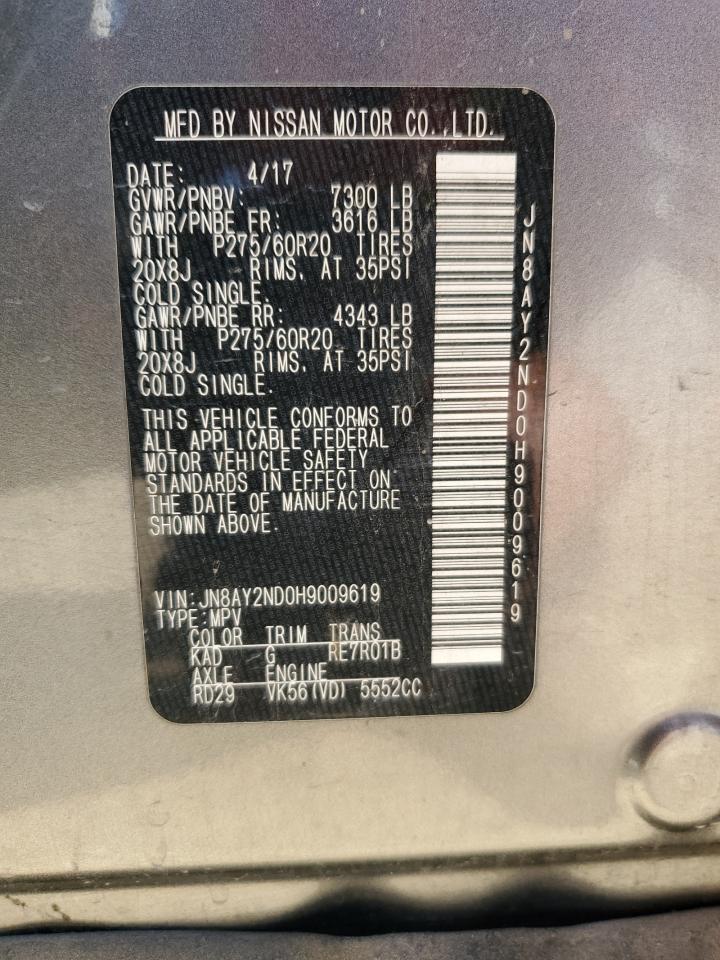 MFD BY NISSAN MOTOR CO.,LTD.
DATE: 4/17
GVWR/PNBV: 7300 LB
GAWR/PNBE FR: 3616 LB
WITH P275/60R20 TIRES
20X8J RIMS, AT 35PSI
COLD SINGLE.
GAWR/PNBE RR: 4343 LB
WITH P275/60R20 TIRES
20X8J RIMS, AT 35PSI
COLD SINGLE.
THIS VEHICLE CONFORMS TO
ALL APPLICABLE FEDERAL
MOTOR VEHICLE SAFETY
STANDARDS IN EFFECT ON
THE DATE OF MANUFACTURE
SHOWN ABOVE.
VIN:JN8AY2ND0H9009619
TYPE:MPV
COLOR TRIM TRANS
KAD G RE7R01B
AXLE ENGINE
RD29 VK56(VD) 5552CC
JN8AY2ND0H9009619